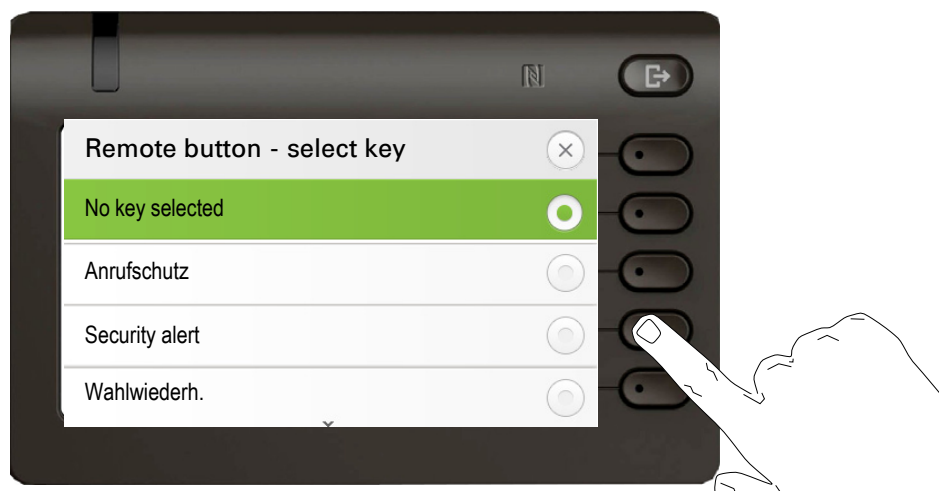 Remote button - select key
No key selected
Anrufschutz
Security alert
Wahlwiederh.